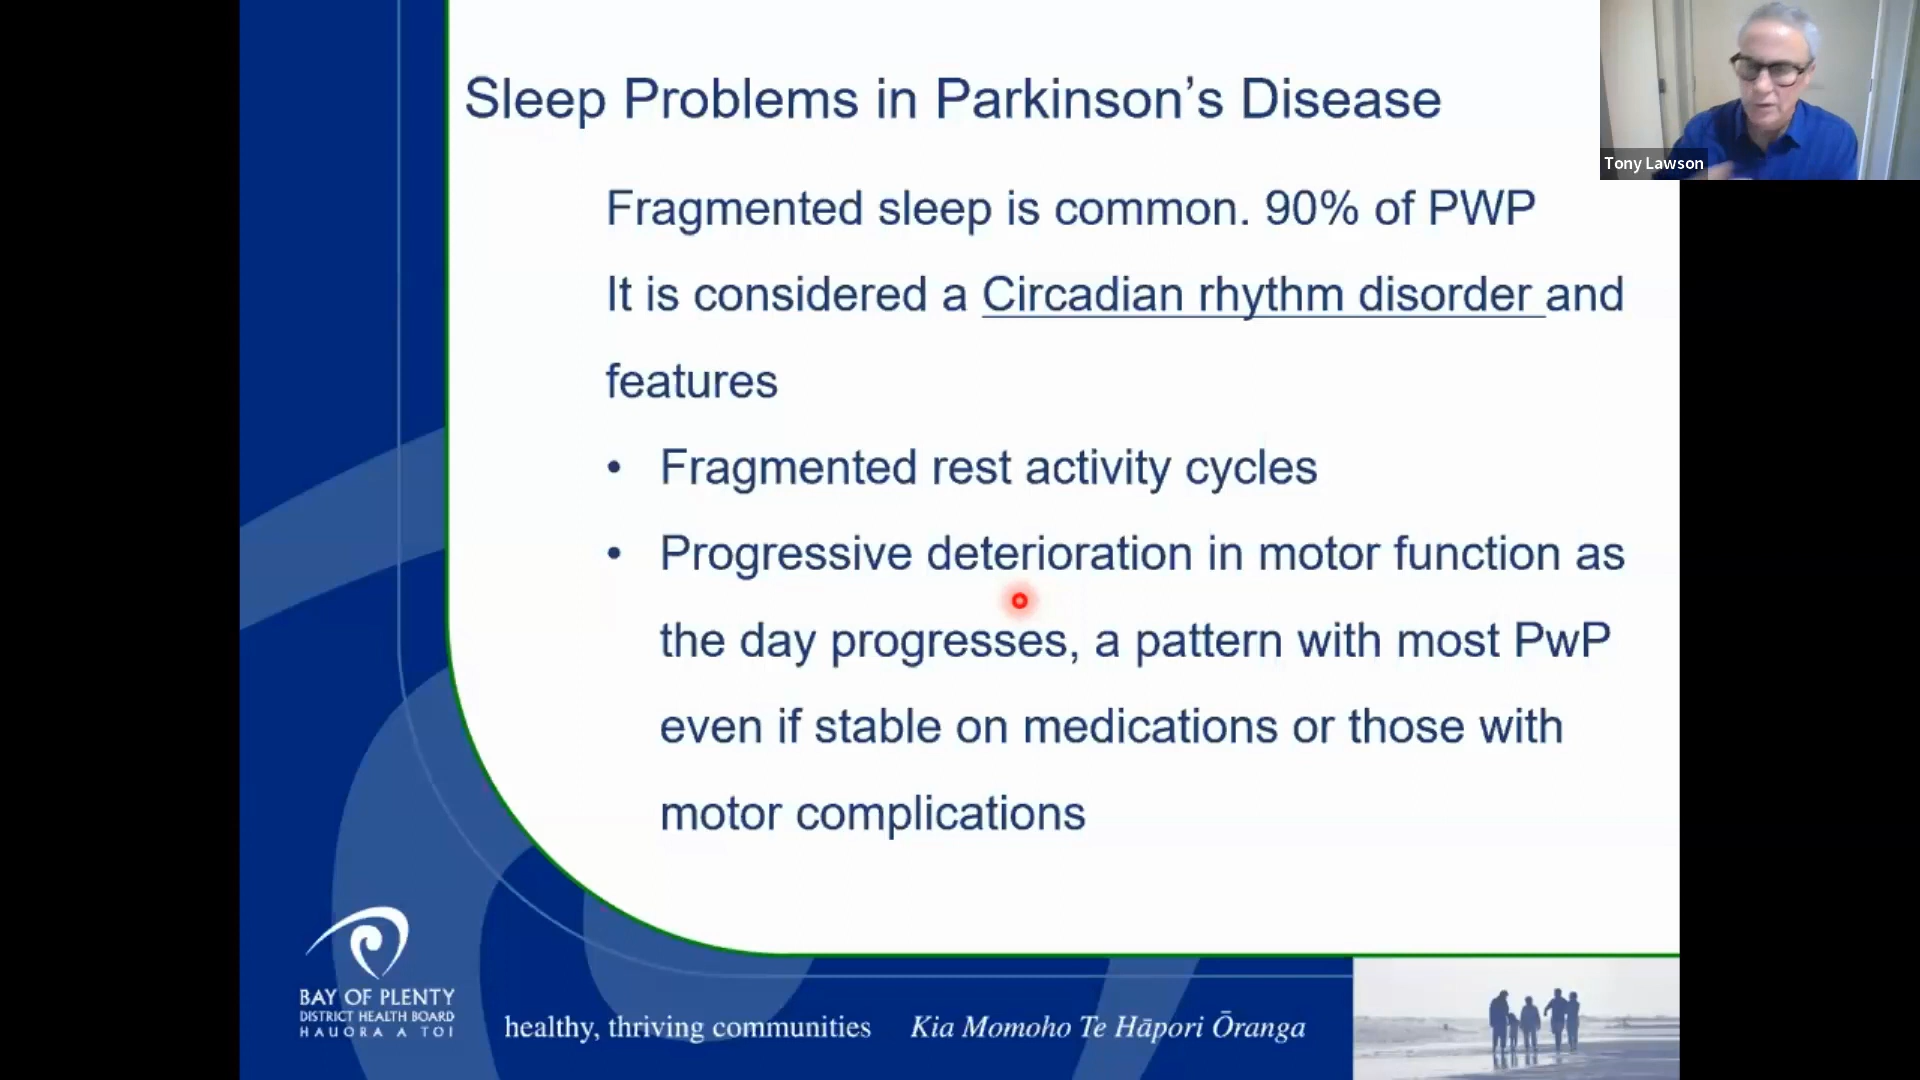 Sleep Problems in Parkinson’s Disease
Tony Lawson
Fragmented sleep is common. 90% of PWP
It is considered a Circadian rhythm disorder and
features
• Fragmented rest activity cycles
• Progressive deterioration in motor function as
the day progresses, a pattern with most PwP
even if stable on medications or those with
motor complications
BAY OF PLENTY
DISTRICT HEALTH BOARD
HAUORA A TOI
healthy, thriving communities Kia Momoho Te Hāpori Ōranga